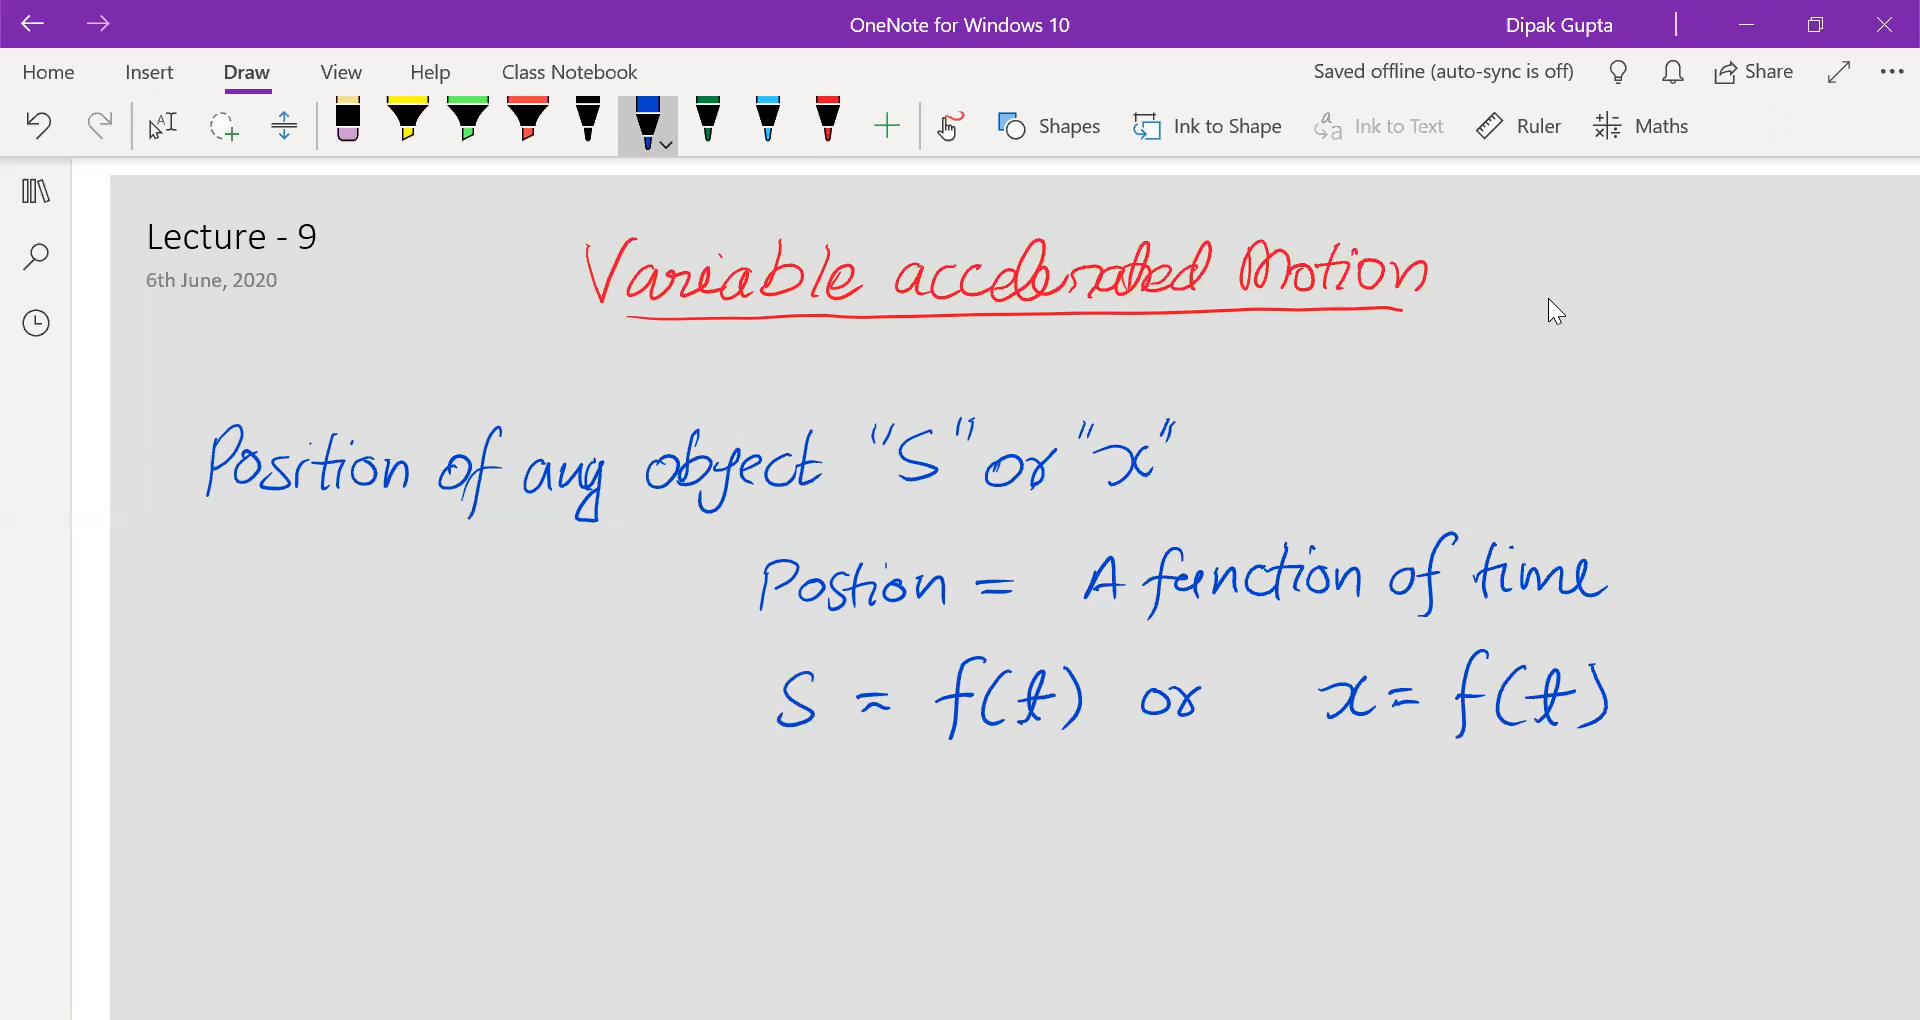 OneNote for Windows 10
Dipak Gupta
Home Insert Draw View Help Class Notebook
Saved offline (auto-sync is off) Share
Shapes Ink to Shape Ink to Text Ruler Maths
Lecture - 9
6th June, 2020
Variable accelerated Motion
Position of any object "S" or "x"
Postion = A function of time
S = f(t) or x = f(t)